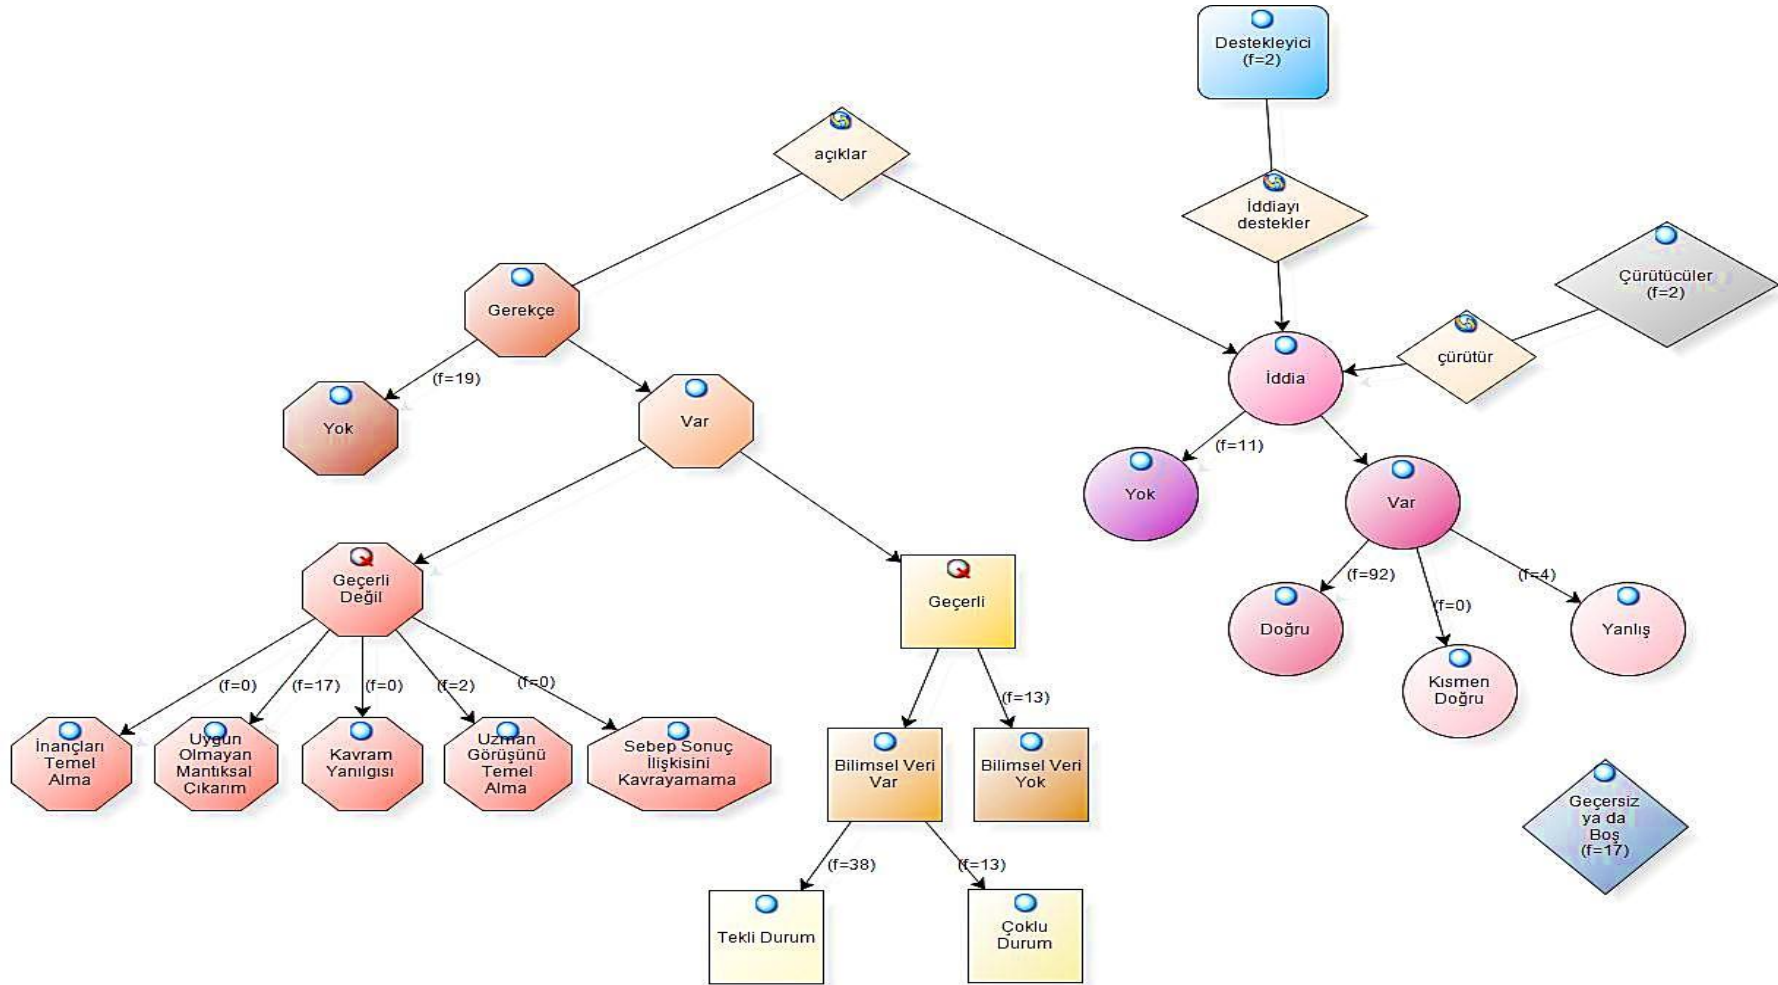 Destekleyici
(f=2)
açıklar
İddiayı
destekler
Çürütücüler
(f=2)
Gerekçe
çürütür
İddia
(f=19)
Yok
Var
(f=11)
Yok
Var
Geçerli
Değil
Geçerli
(f=92)
(f=0)
(f=4)
Doğru
Kısmen
Doğru
Yanlış
(f=0)
(f=17)
(f=0)
(f=2)
(f=0)
(f=13)
İnançları
Temel
Alma
Uygun
Olmayan
Mantıksal
Çıkarım
Kavram
Yanılgısı
Uzman
Görüşünü
Temel
Alma
Sebep Sonuç
İlişkisini
Kavrayamama
Bilimsel Veri
Var
Bilimsel Veri
Yok
Geçersiz
ya da
Boş
(f=17)
(f=38)
(f=13)
Tekli Durum
Çoklu
Durum